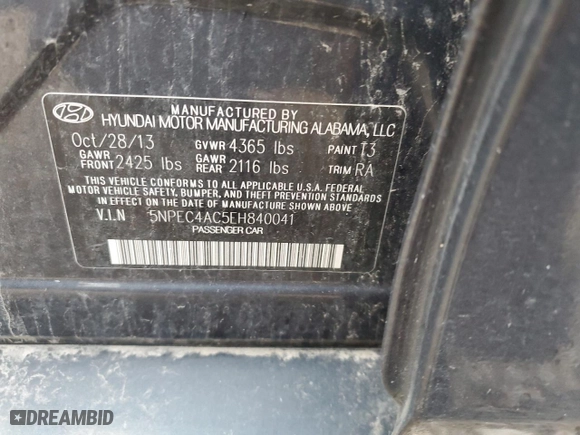 MANUFACTURED BY
HYUNDAI MOTOR MANUFACTURING ALABAMA, LLC
Oct/28/13 GVWR 4365 lbs PAINT T3
GAWR FRONT 2425 lbs GAWR REAR 2116 lbs TRIM RA
THIS VEHICLE CONFORMS TO ALL APPLICABLE U.S.A. FEDERAL
MOTOR VEHICLE SAFETY, BUMPER, AND THEFT PREVENTION
STANDARDS IN EFFECT ON THE DATE OF MANUFACTURE SHOWN ABOVE.
V.I.N 5NPEC4AC5EH840041
PASSENGER CAR
DREAMBID